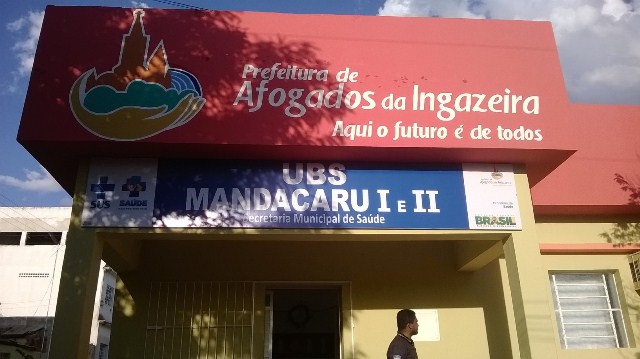 Prefeitura de
Afogados da Ingazeira
Aqui o futuro é de todos
UBS
MANDACARU I E II
Secretaria Municipal de Saúde
SUS
SAÚDE
BRASIL